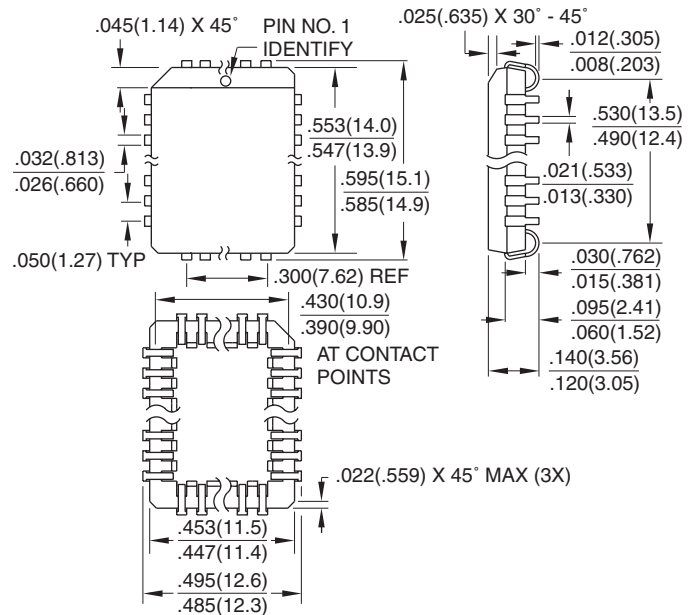 .045(1.14) X 45°
PIN NO. 1
IDENTIFY
.025(.635) X 30° - 45°
.012(.305)
.008(.203)
.553(14.0)
.547(13.9)
.530(13.5)
.490(12.4)
.032(.813)
.026(.660)
.595(15.1)
.585(14.9)
.021(.533)
.013(.330)
.050(1.27) TYP
.300(7.62) REF
.030(.762)
.015(.381)
.430(10.9)
.390(9.90)
AT CONTACT
POINTS
.095(2.41)
.060(1.52)
.140(3.56)
.120(3.05)
.022(.559) X 45° MAX (3X)
.453(11.5)
.447(11.4)
.495(12.6)
.485(12.3)